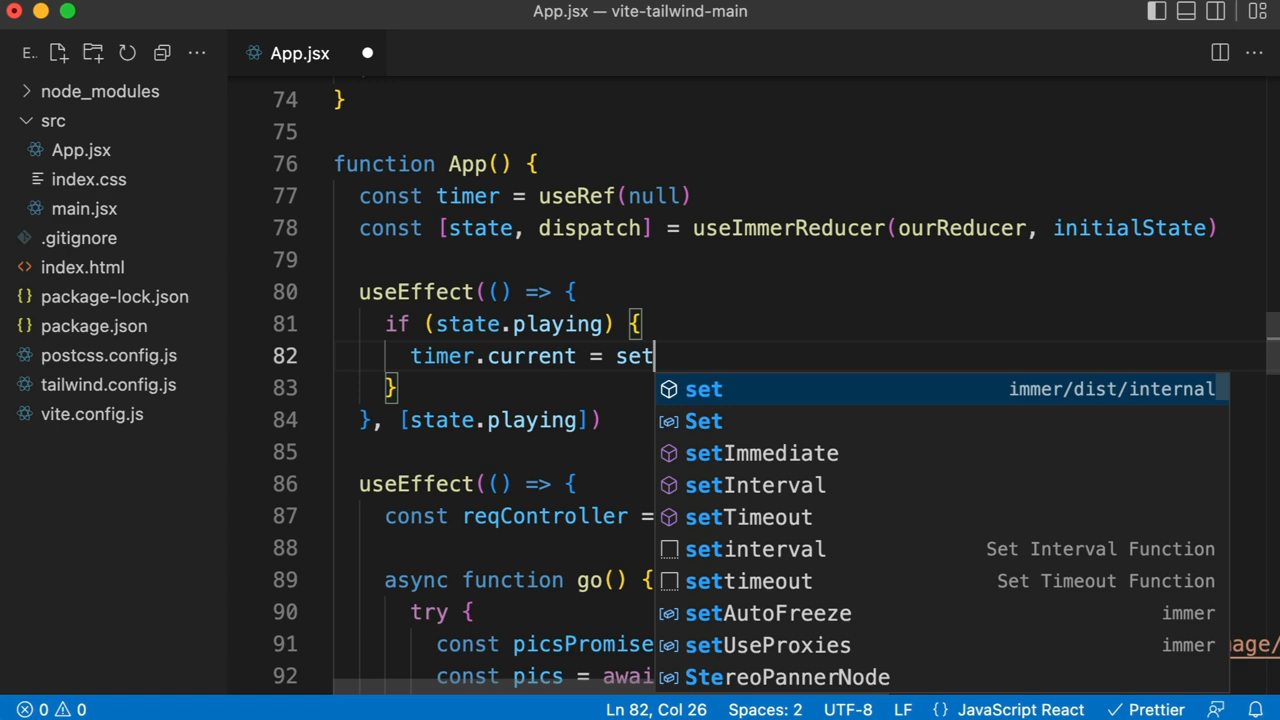 App.jsx — vite-tailwind-main
E..
App.jsx
node_modules
src
App.jsx
index.css
main.jsx
.gitignore
index.html
package-lock.json
package.json
postcss.config.js
tailwind.config.js
vite.config.js
74 }
75
76 function App() {
77 const timer = useRef(null)
78 const [state, dispatch] = useImmerReducer(ourReducer, initialState)
79
80 useEffect(() => {
81 if (state.playing) {
82 timer.current = set
83 }
84 }, [state.playing])
85
86 useEffect(() => {
87 const reqController =
88
89 async function go() {
90 try {
91 const picsPromise
92 const pics = awai
set immer/dist/internal
Set
setImmediate
setInterval
setTimeout
setinterval Set Interval Function
settimeout Set Timeout Function
setAutoFreeze immer
setUseProxies immer
StereoPannerNode
mage/
0 0
Ln 82, Col 26 Spaces: 2 UTF-8 LF {} JavaScript React Prettier